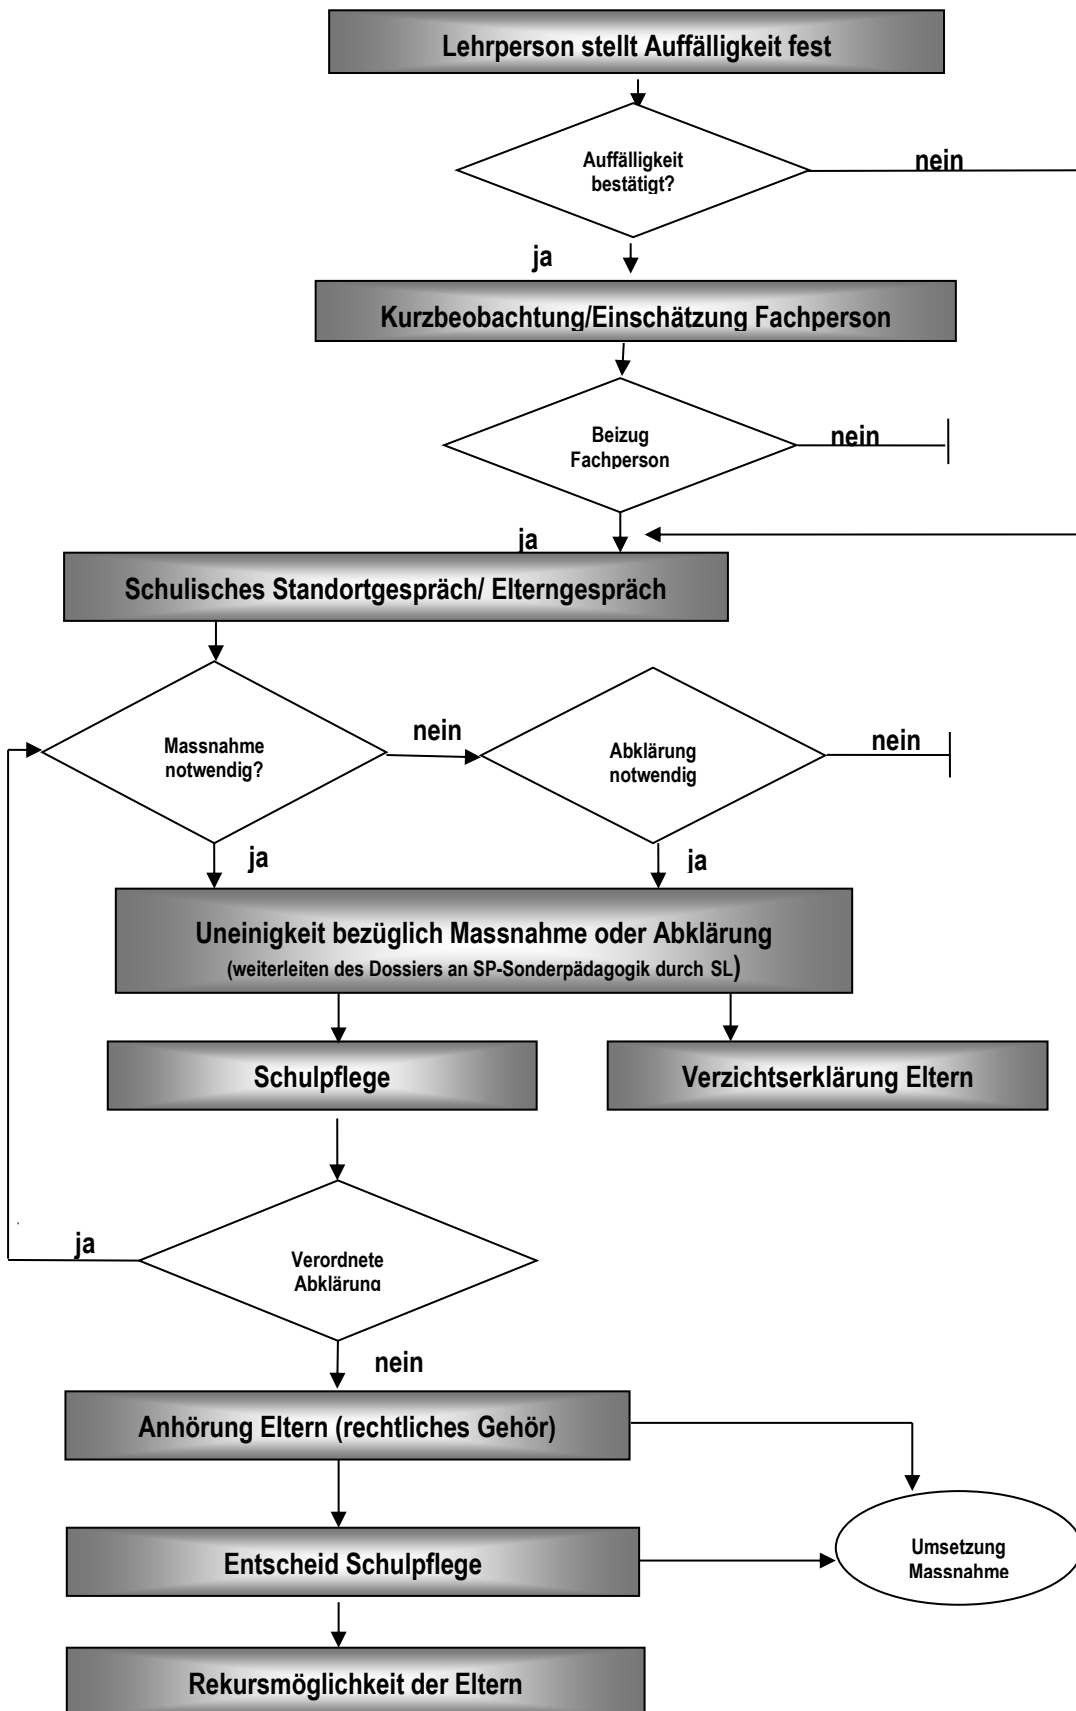 Lehrperson stellt Auffälligkeit fest
Auffälligkeit
bestätigt?
nein
ja
Kurzbeobachtung/Einschätzung Fachperson
Beizug
Fachperson
nein
ja
Schulisches Standortgespräch/ Elterngespräch
Massnahme
notwendig?
nein
Abklärung
notwendig
nein
ja
ja
Uneinigkeit bezüglich Massnahme oder Abklärung
(weiterleiten des Dossiers an SP-Sonderpädagogik durch SL)
Schulpflege
Verzichtserklärung Eltern
ja
Verordnete
Abklärung
nein
Anhörung Eltern (rechtliches Gehör)
Entscheid Schulpflege
Umsetzung
Massnahme
Rekursmöglichkeit der Eltern